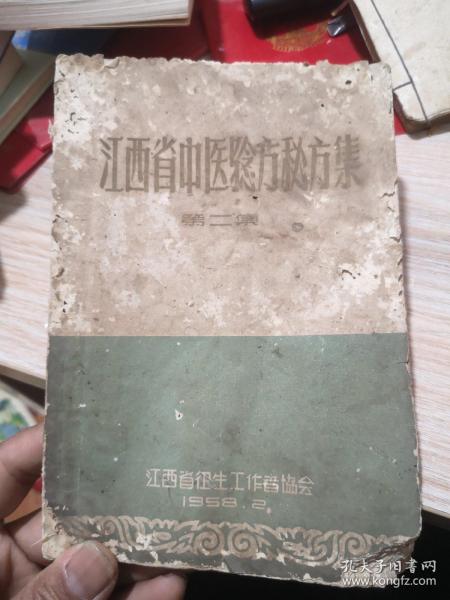 江西省中医验方秘方集
第二集
江西省卫生工作者协会
1958.2
孔夫子旧书网
www.kongfz.com